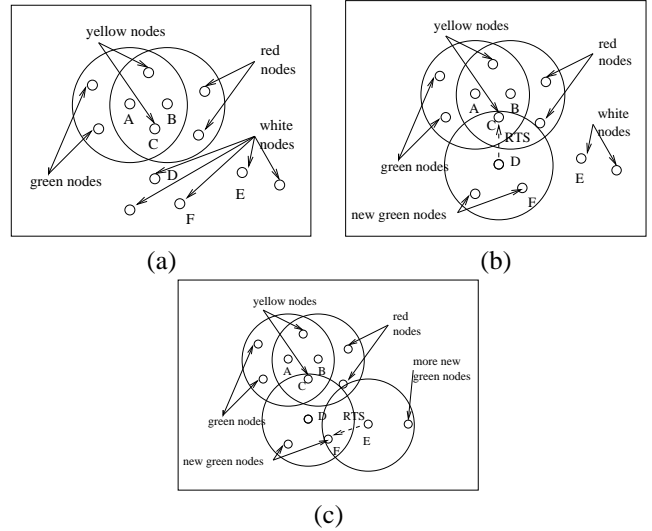 yellow nodes
red
nodes
A
B
C
white
nodes
D
E
F
green nodes
(a)
yellow nodes
red
nodes
A
B
C
RTS
white
nodes
green nodes
D
E
F
new green nodes
(b)
yellow nodes
red
nodes
more new
green nodes
A
B
C
D
RTS
green nodes
E
F
new green nodes
(c)